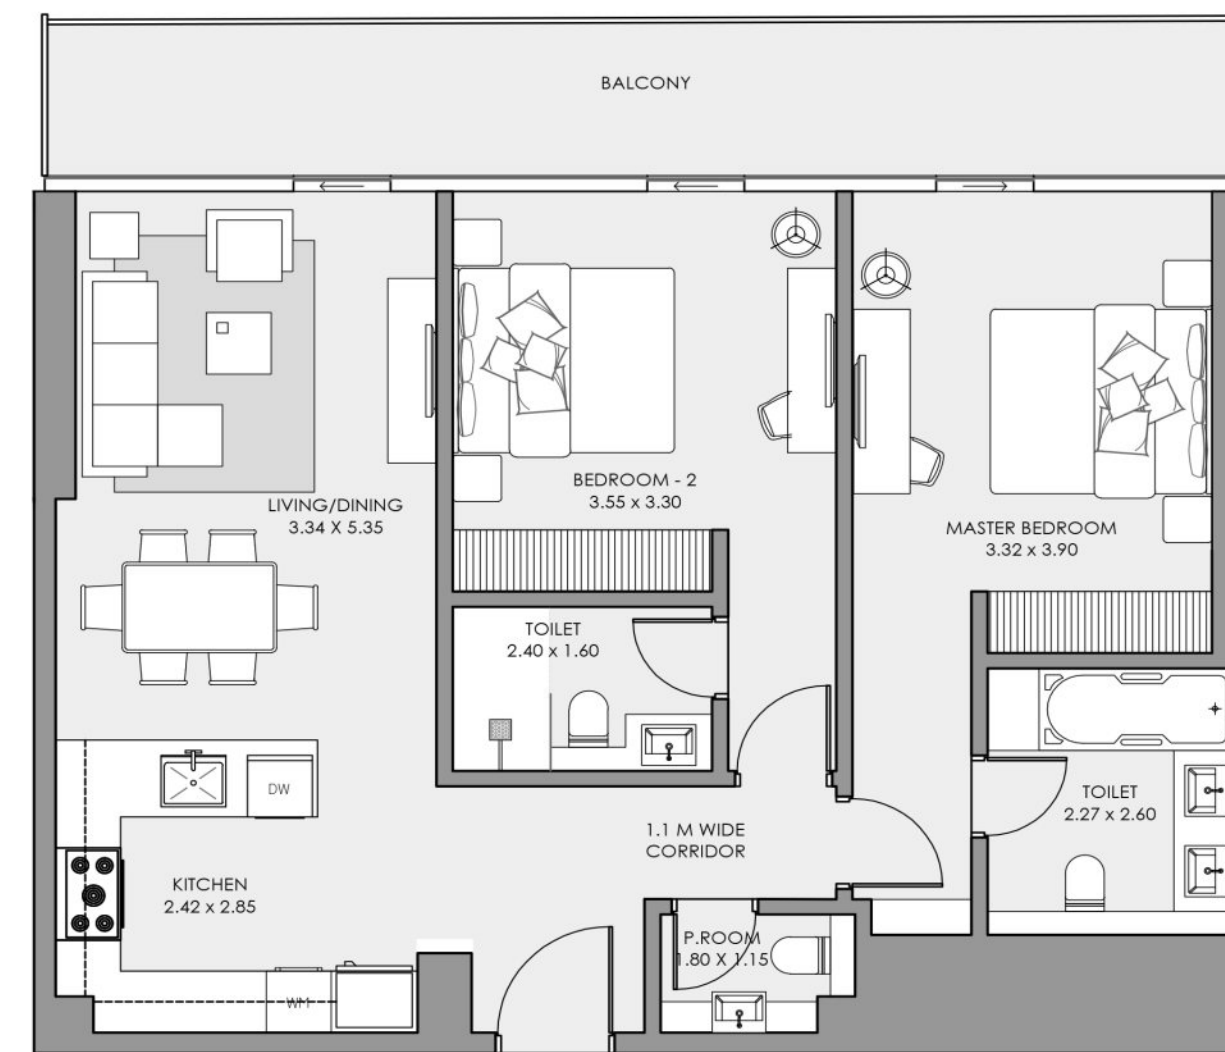 BALCONY
BEDROOM - 2
3.55 x 3.30
LIVING/DINING
3.34 X 5.35
MASTER BEDROOM
3.32 x 3.90
TOILET
2.40 x 1.60
DW
TOILET
2.27 x 2.60
1.1 M WIDE
CORRIDOR
KITCHEN
2.42 x 2.85
P.ROOM
1.80 X 1.15
WM